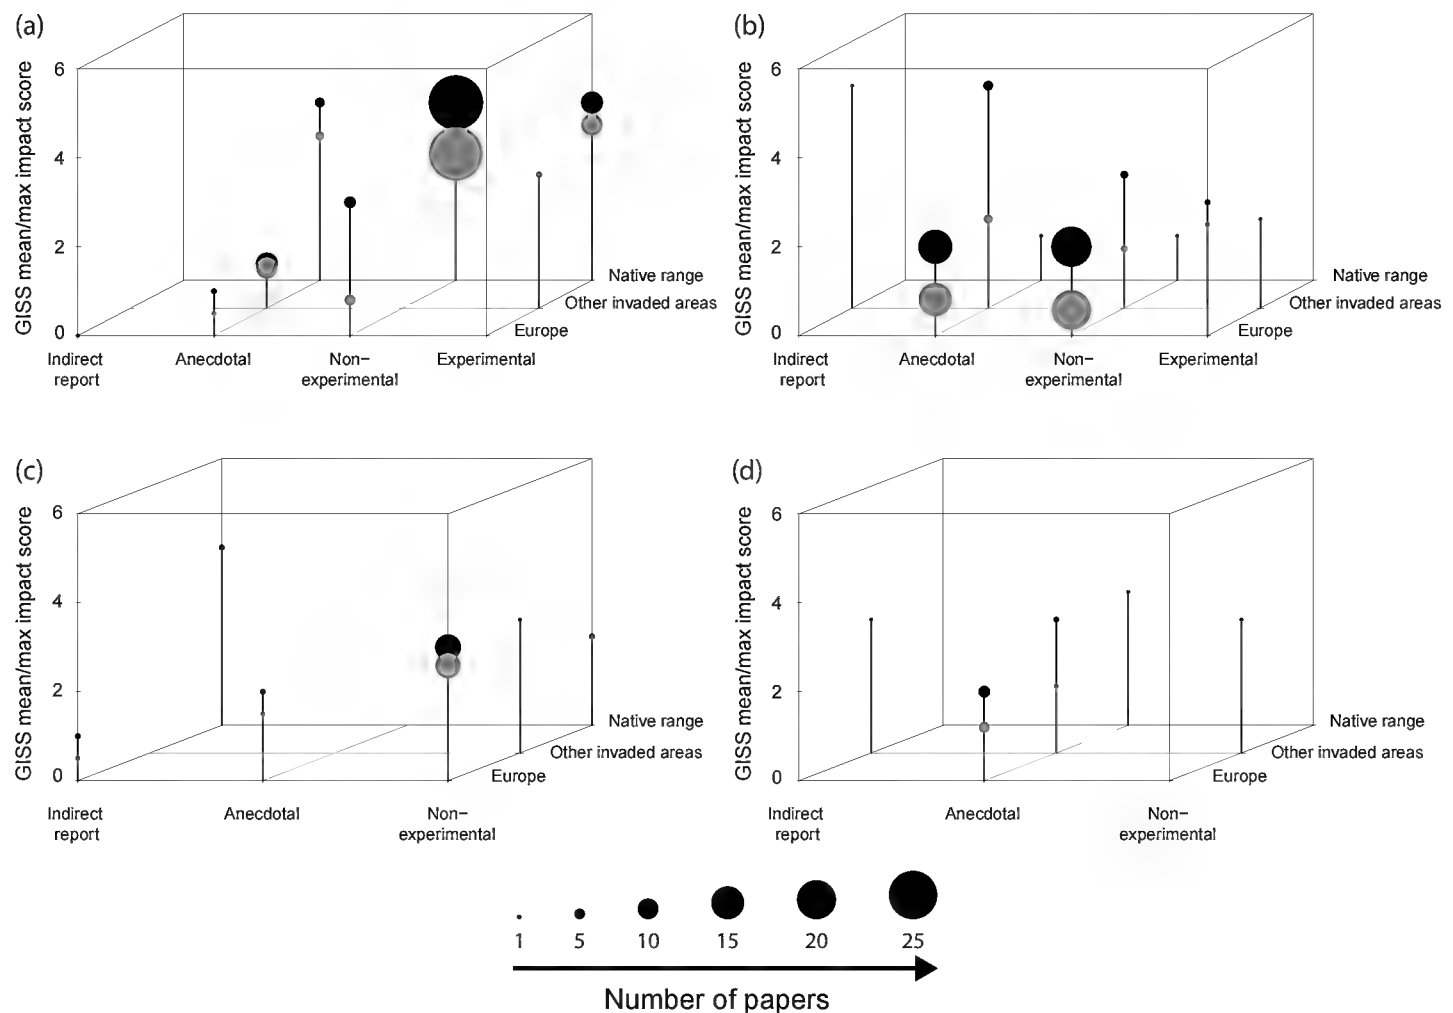 (a)
GISS mean/max impact score
6
4
2
0
Indirect report
Anecdotal
Non-experimental
Experimental
Europe
Other invaded areas
Native range
(b)
GISS mean/max impact score
6
4
2
0
Indirect report
Anecdotal
Non-experimental
Experimental
Europe
Other invaded areas
Native range
(c)
GISS mean/max impact score
6
4
2
0
Indirect report
Anecdotal
Non-experimental
Europe
Other invaded areas
Native range
(d)
GISS mean/max impact score
6
4
2
0
Indirect report
Anecdotal
Non-experimental
Europe
Other invaded areas
Native range
1 5 10 15 20 25
Number of papers